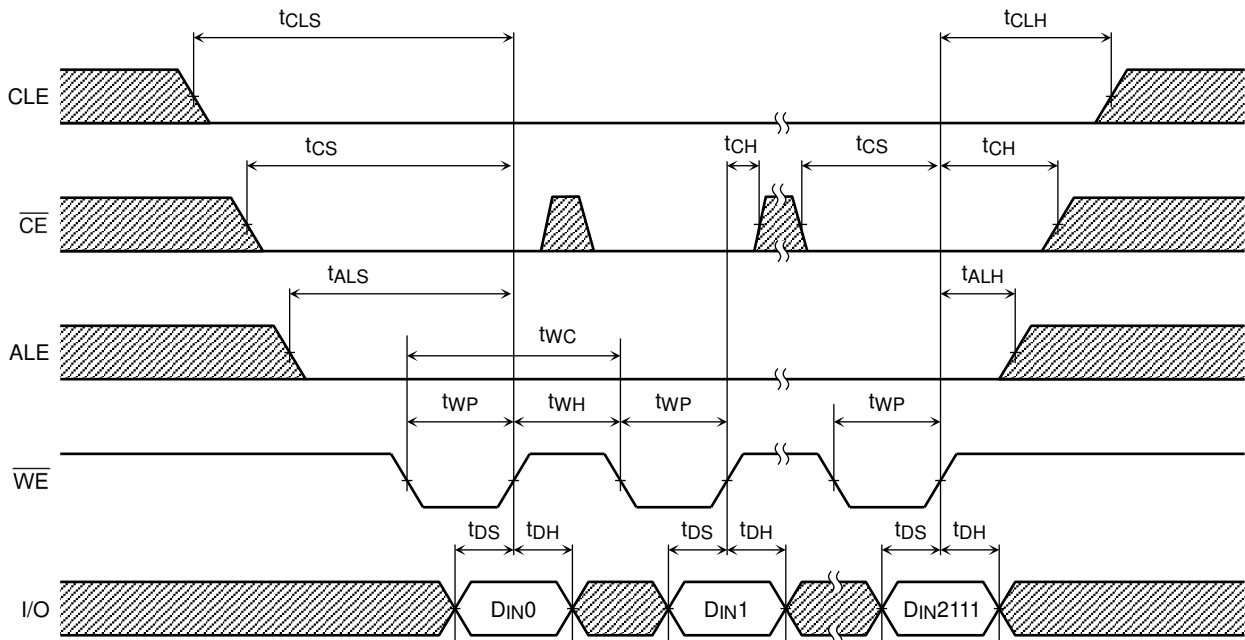 tCLS tCLH
CLE
tCS tCH tCS tCH
CE
tALS tALH
tWC
ALE
tWP tWH tWP tWP
WE
tDS tDH tDS tDH tDS tDH
I/O DIN0 DIN1 DIN2111